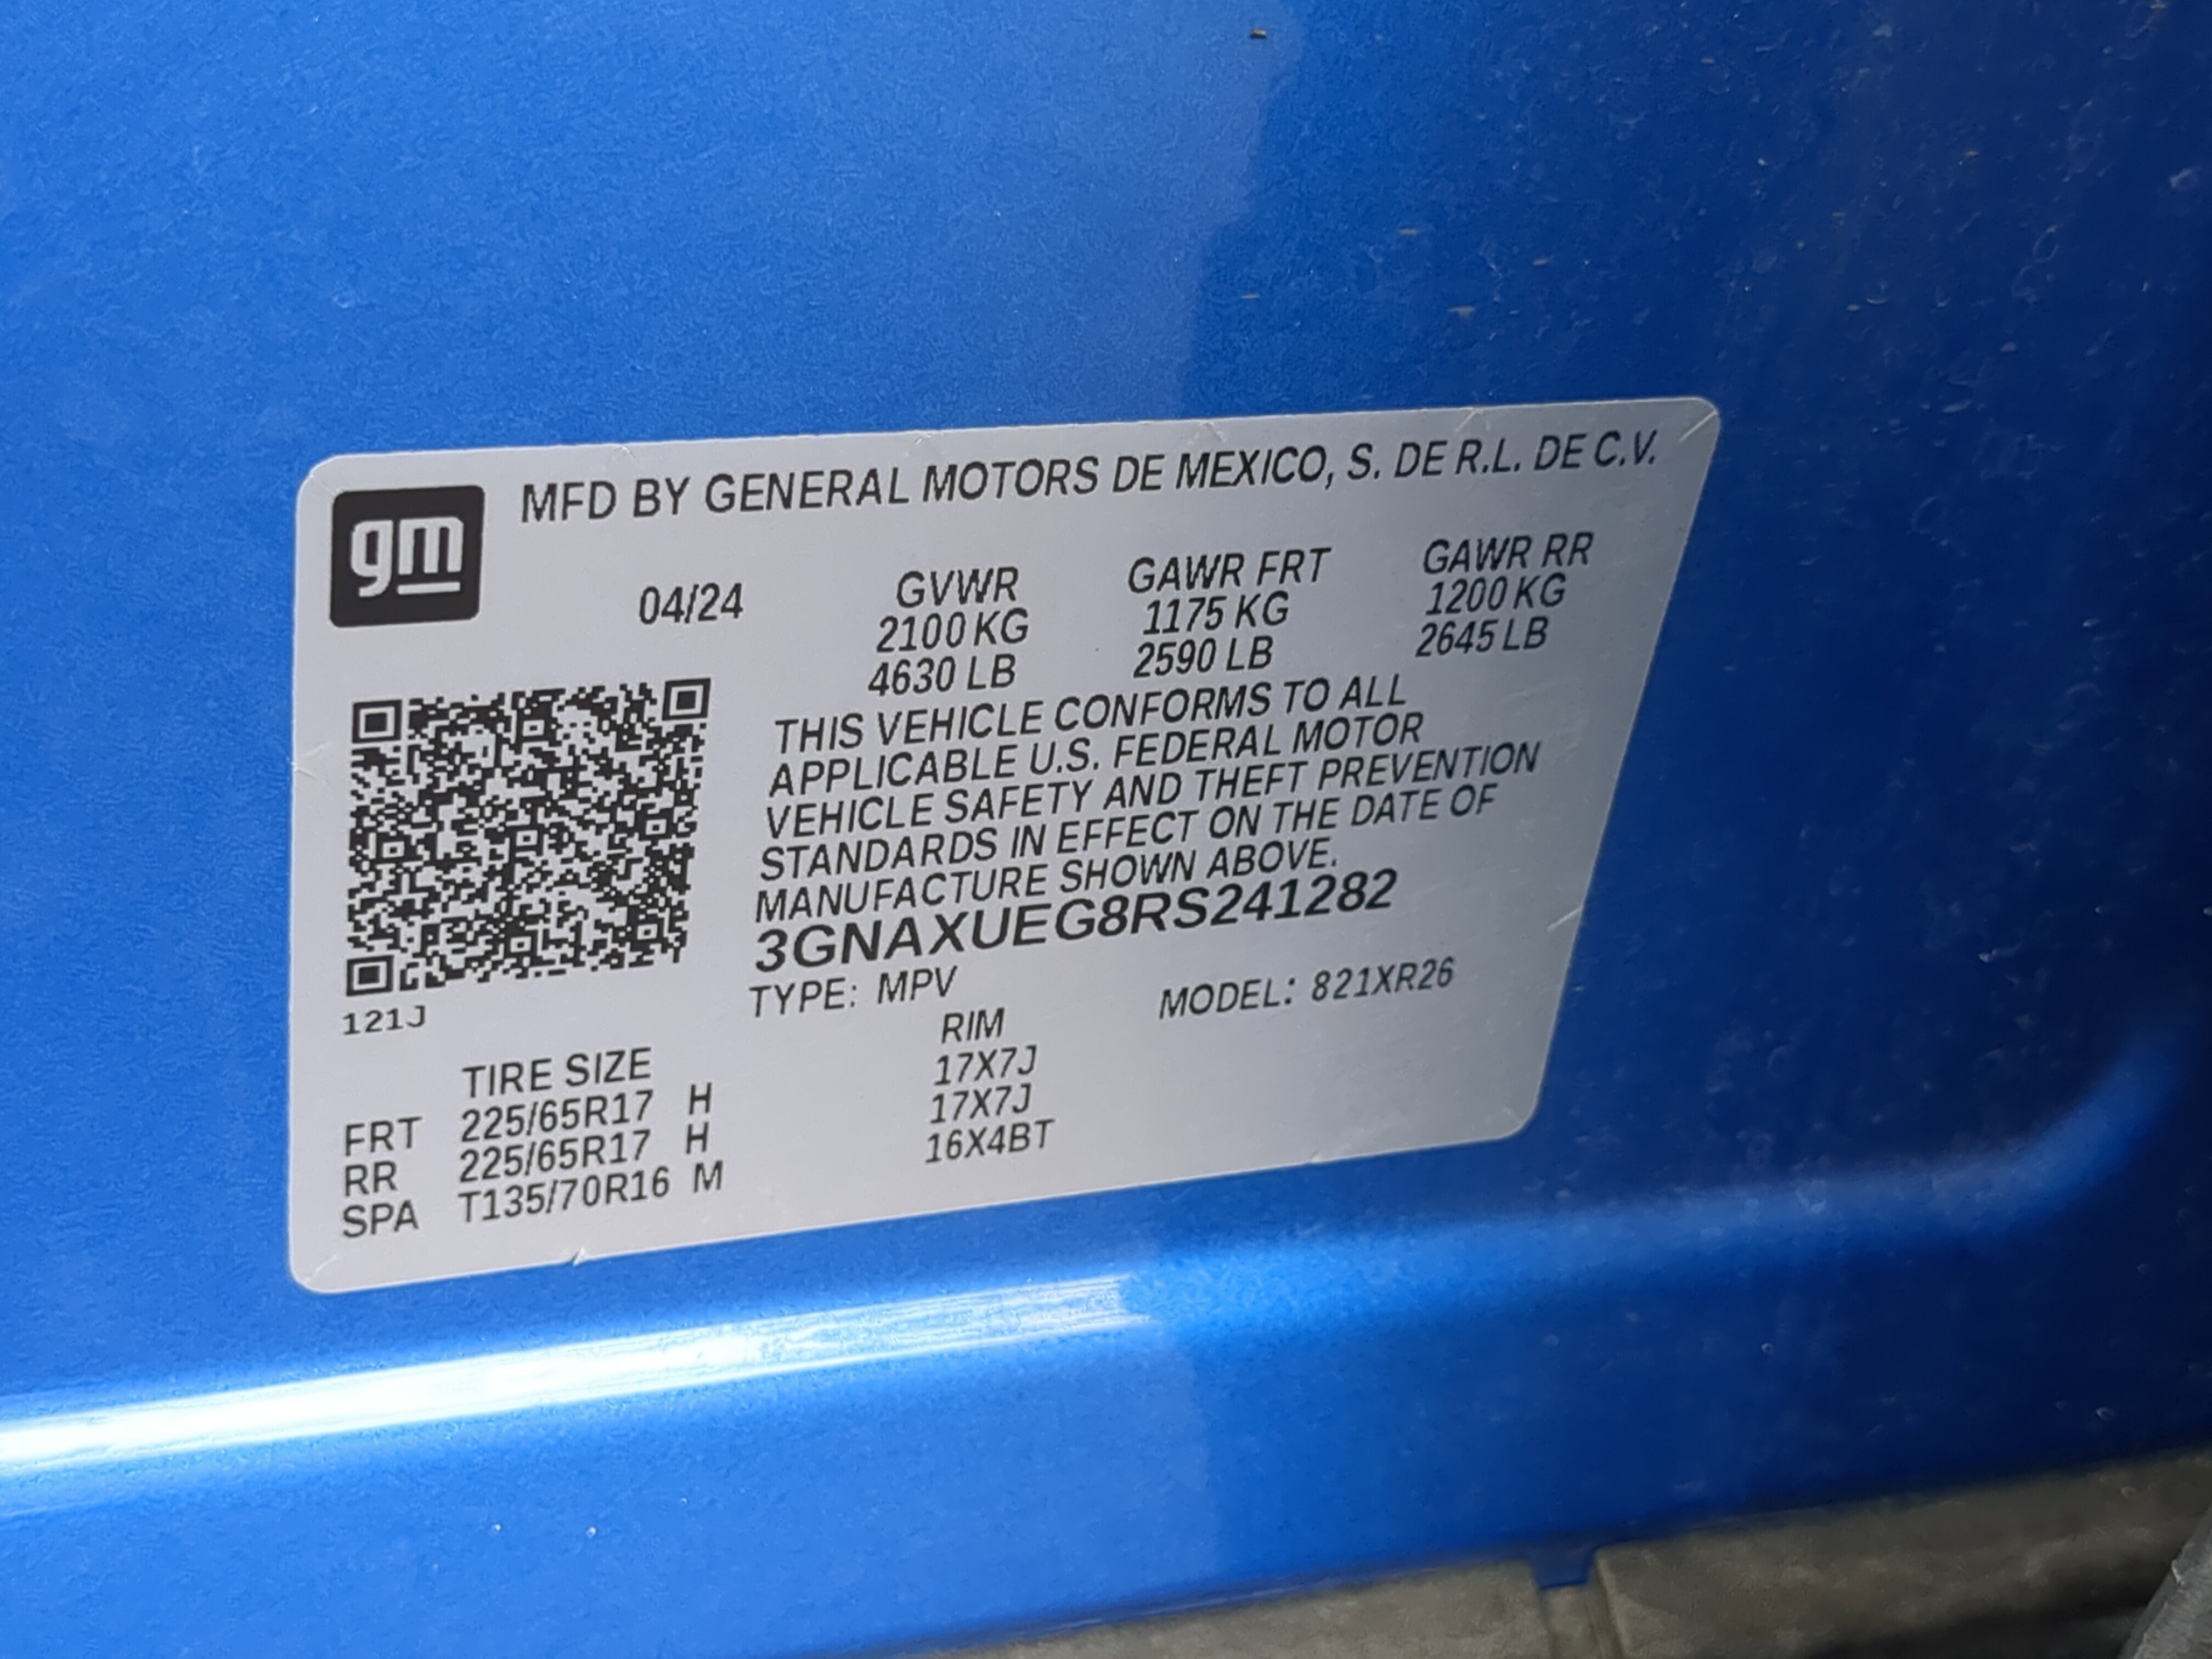 gm
MFD BY GENERAL MOTORS DE MEXICO, S. DE R.L. DE C.V.
04/24
GVWR
2100 KG
4630 LB
GAWR FRT
1175 KG
2590 LB
GAWR RR
1200 KG
2645 LB
THIS VEHICLE CONFORMS TO ALL
APPLICABLE U.S. FEDERAL MOTOR
VEHICLE SAFETY AND THEFT PREVENTION
STANDARDS IN EFFECT ON THE DATE OF
MANUFACTURE SHOWN ABOVE.
3GNAXUEG8RS241282
TYPE: MPV
MODEL: 821XR26
121J
TIRE SIZE
RIM
FRT 225/65R17 H 17X7J
RR 225/65R17 H 17X7J
SPA T135/70R16 M 16X4BT